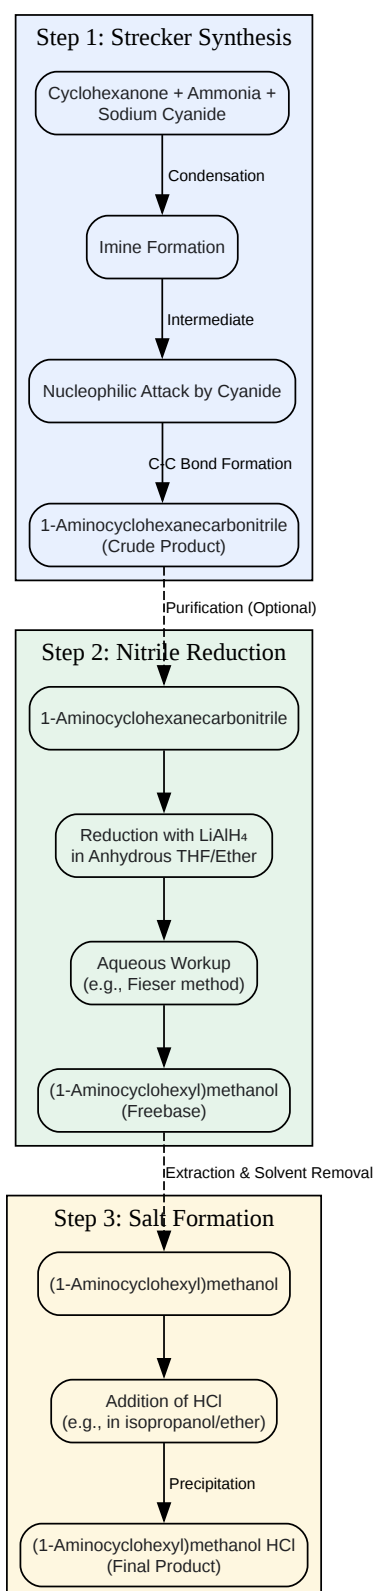 Step 1: Strecker Synthesis
Cyclohexanone + Ammonia +
Sodium Cyanide
Condensation
Imine Formation
Intermediate
Nucleophilic Attack by Cyanide
C-C Bond Formation
1-Aminocyclohexanecarbonitrile
(Crude Product)
Purification (Optional)
Step 2: Nitrile Reduction
1-Aminocyclohexanecarbonitrile
Reduction with LiAlH₄
in Anhydrous THF/Ether
Aqueous Workup
(e.g., Fieser method)
(1-Aminocyclohexyl)methanol
(Freebase)
Extraction & Solvent Removal
Step 3: Salt Formation
(1-Aminocyclohexyl)methanol
Addition of HCl
(e.g., in isopropanol/ether)
Precipitation
(1-Aminocyclohexyl)methanol HCl
(Final Product)